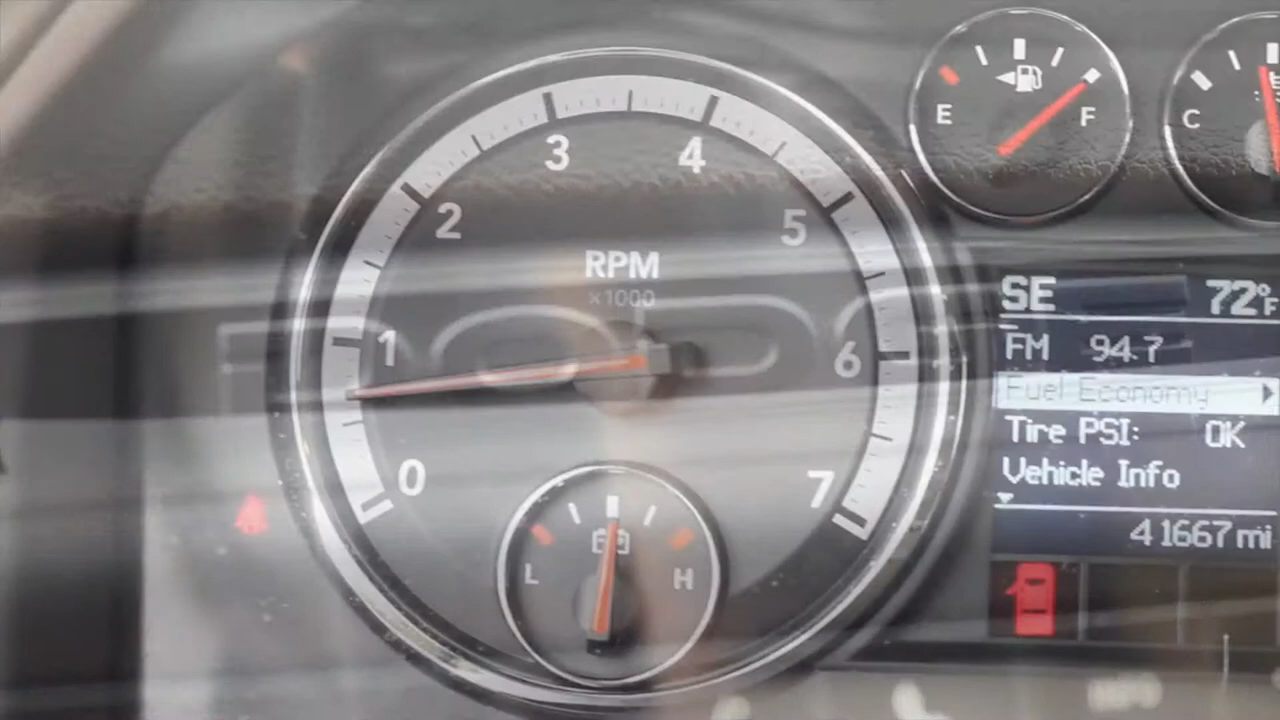 3
4
2
5
RPM
x1000
1
6
0
7
L
H
E
F
C
SE 72°F
FM 94.7
Fuel Economy
Tire PSI: OK
Vehicle Info
41667 mi